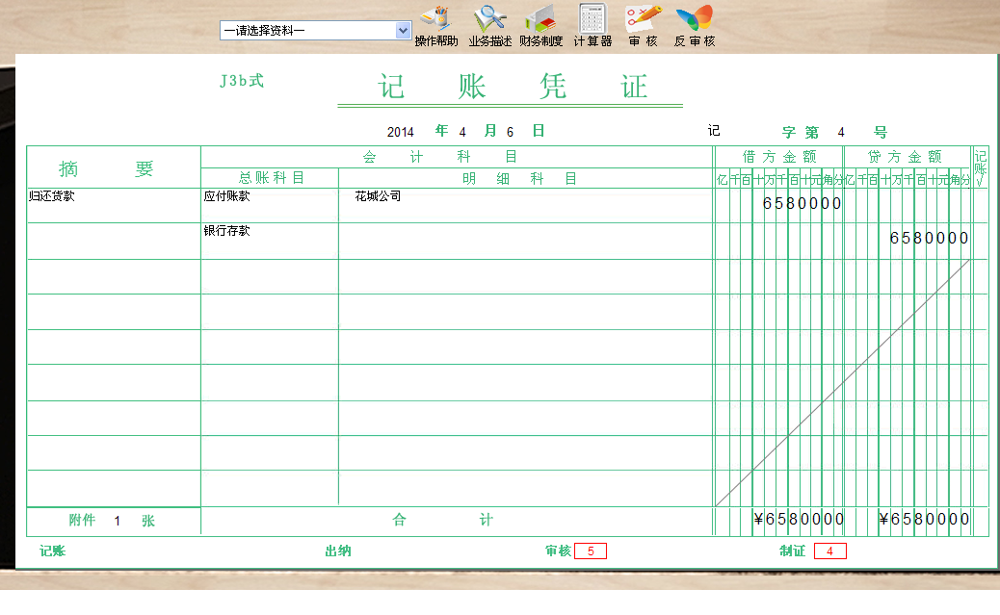 一请选择资料一
操作帮助 业务描述 财务制度 计算器 审 核 反审核
J3b式
记 账 凭 证
2014 年 4 月 6 日 记 字 第 4 号
摘 要 会 计 科 目 借方金额 贷方金额 记账√
总账科目 明 细 科 目 亿千百十万千百十元角分 亿千百十万千百十元角分
归还货款 应付账款 花城公司 6580000
银行存款 6580000
附件 1 张 合 计 ¥6580000 ¥6580000
记账 出纳 审核 5 制证 4